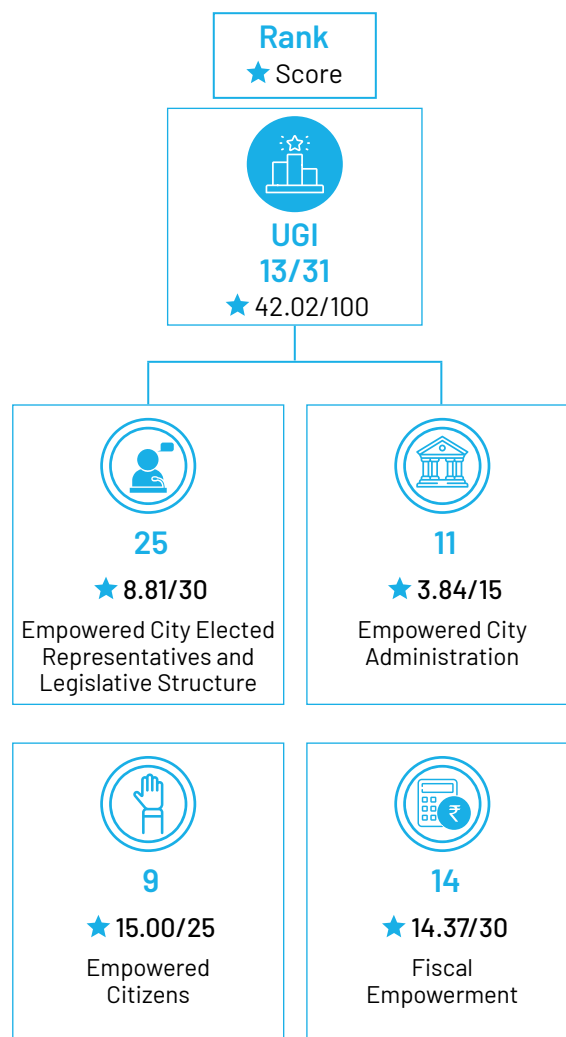 Rank
★ Score
UGI
13/31
★ 42.02/100
25
★ 8.81/30
Empowered City Elected
Representatives and
Legislative Structure
11
★ 3.84/15
Empowered City
Administration
9
★ 15.00/25
Empowered
Citizens
₹
14
★ 14.37/30
Fiscal
Empowerment